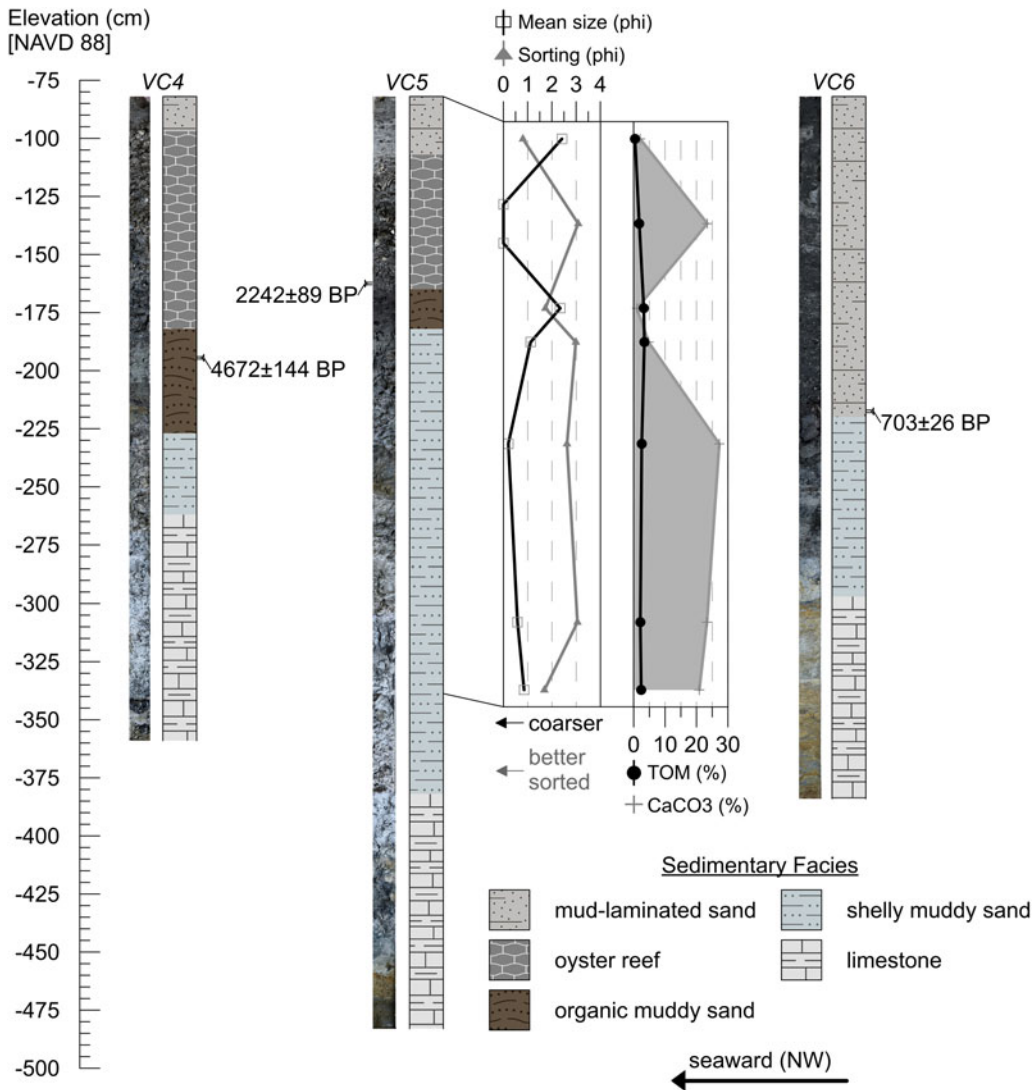 Elevation (cm)
[NAVD 88]
Mean size (phi)
Sorting (phi)
0 1 2 3 4
VC4
VC5
VC6
-75
-100
-125
-150
-175
-200
-225
-250
-275
-300
-325
-350
-375
-400
-425
-450
-475
-500
2242±89 BP
4672±144 BP
703±26 BP
coarser
better
sorted
0 10 20 30
TOM (%)
CaCO3 (%)
Sedimentary Facies
mud-laminated sand
shelly muddy sand
oyster reef
limestone
organic muddy sand
seaward (NW)